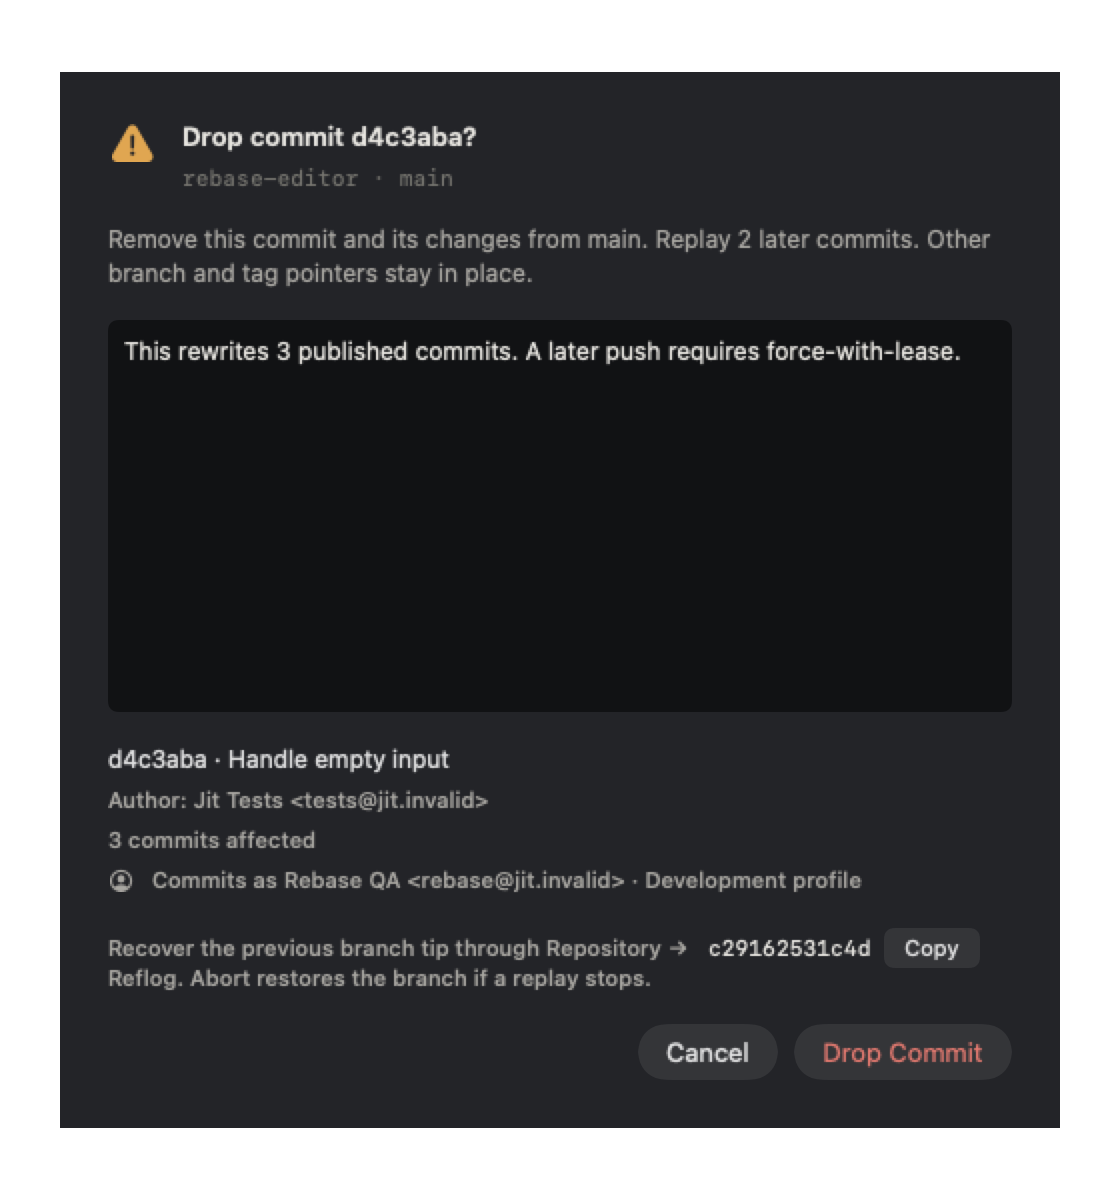 Drop commit d4c3aba?
rebase-editor · main
Remove this commit and its changes from main. Replay 2 later commits. Other
branch and tag pointers stay in place.
This rewrites 3 published commits. A later push requires force-with-lease.
d4c3aba · Handle empty input
Author: Jit Tests <tests@jit.invalid>
3 commits affected
Commits as Rebase QA <rebase@jit.invalid> · Development profile
Recover the previous branch tip through Repository → c29162531c4d Copy
Reflog. Abort restores the branch if a replay stops.
Cancel Drop Commit